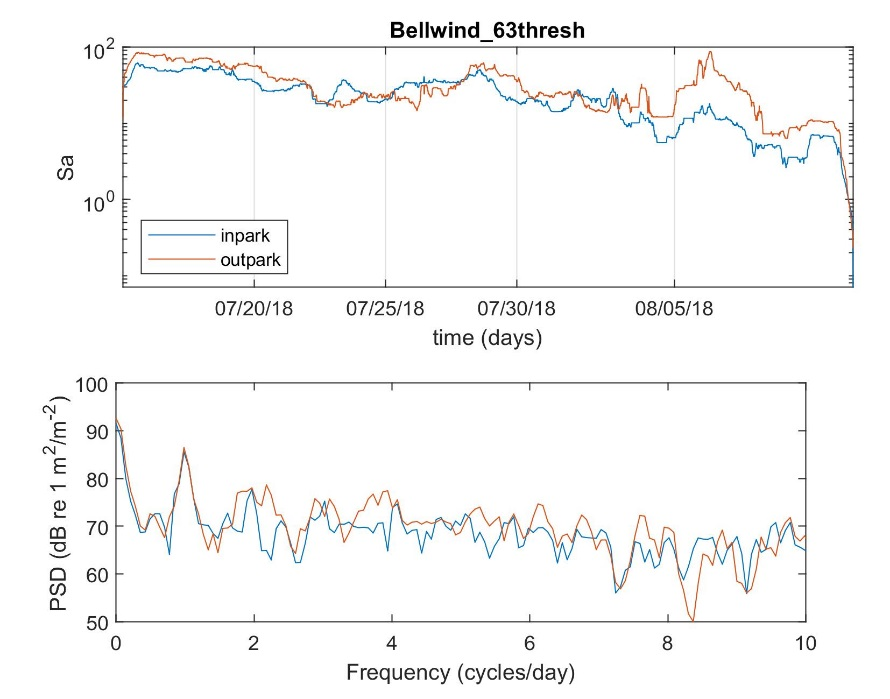 Bellwind_63thresh
10^2
10^0
Sa
inpark
outpark
07/20/18
07/25/18
07/30/18
08/05/18
time (days)
100
90
80
70
60
50
PSD (dB re 1 m^2/m^-2)
0
2
4
6
8
10
Frequency (cycles/day)